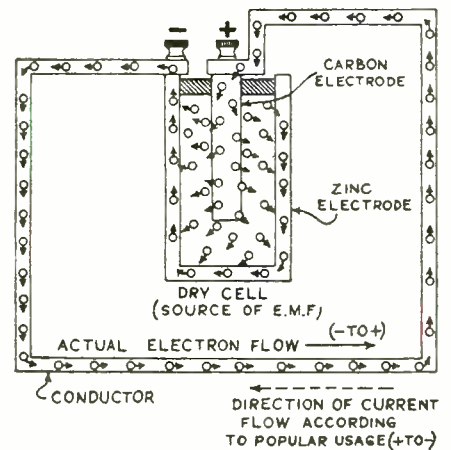 − +
CARBON
ELECTRODE
ZINC
ELECTRODE
DRY CELL
(SOURCE OF E.M.F)
ACTUAL ELECTRON FLOW (−TO+)
CONDUCTOR
DIRECTION OF CURRENT
FLOW ACCORDING
TO POPULAR USAGE (+TO−)